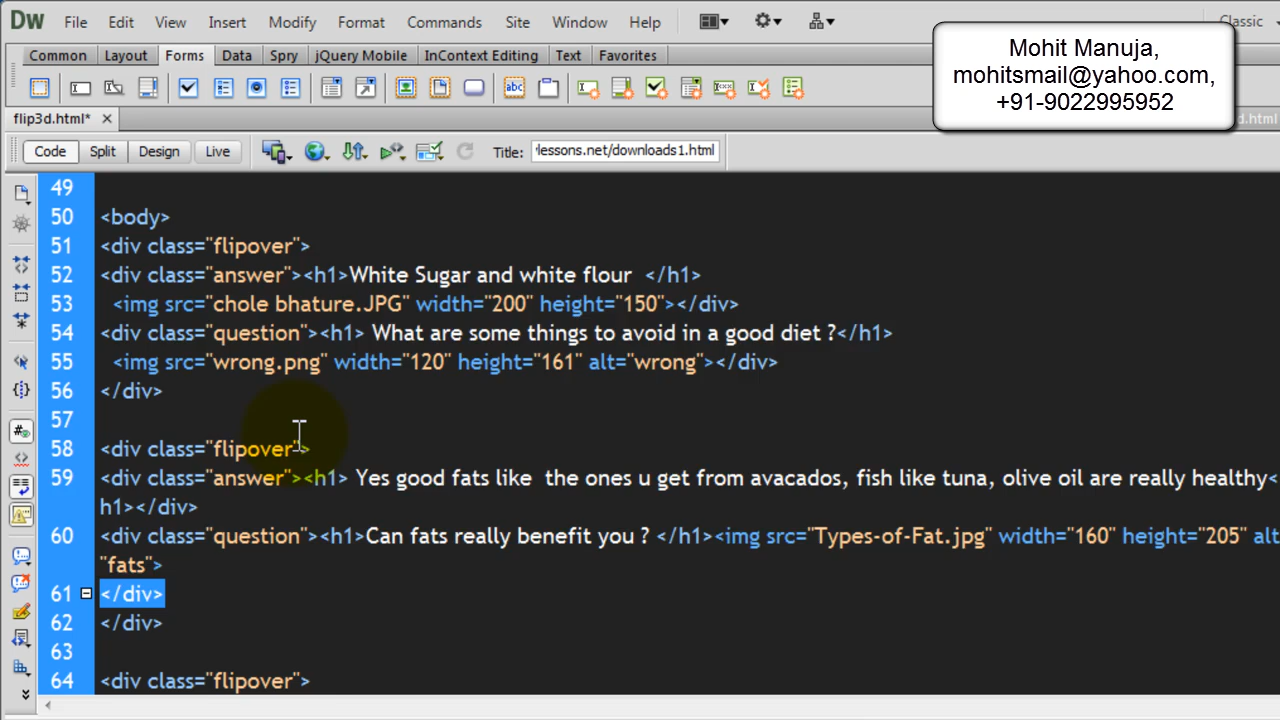 Dw File Edit View Insert Modify Format Commands Site Window Help Classic
Mohit Manuja,
mohitsmail@yahoo.com,
+91-9022995952
Common Layout Forms Data Spry jQuery Mobile InContext Editing Text Favorites
abc
flip3d.html* × d.html
Code Split Design Live Title: lessons.net/downloads1.html
49
50 <body>
51 <div class="flipover">
52 <div class="answer"><h1>White Sugar and white flour </h1>
53 <img src="chole bhature.JPG" width="200" height="150"></div>
54 <div class="question"><h1> What are some things to avoid in a good diet ?</h1>
55 <img src="wrong.png" width="120" height="161" alt="wrong"></div>
56 </div>
57
58 <div class="flipover">
59 <div class="answer"><h1> Yes good fats like the ones u get from avacados, fish like tuna, olive oil are really healthy<
h1></div>
60 <div class="question"><h1>Can fats really benefit you ? </h1><img src="Types-of-Fat.jpg" width="160" height="205" alt
"fats">
61 </div>
62 </div>
63
64 <div class="flipover">